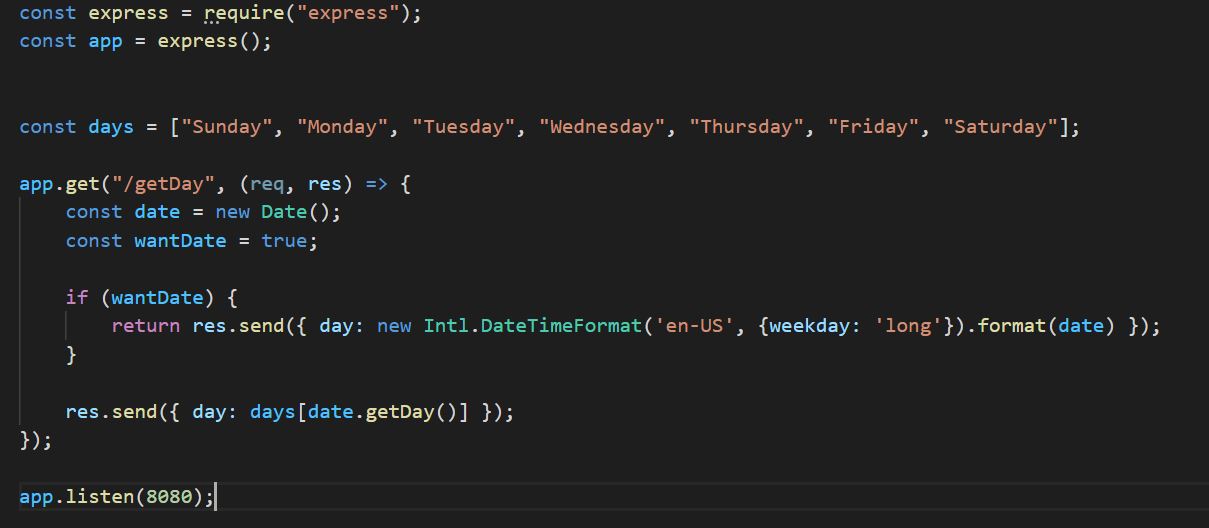 const express = require("express");
const app = express();
const days = ["Sunday", "Monday", "Tuesday", "Wednesday", "Thursday", "Friday", "Saturday"];
app.get("/getDay", (req, res) => {
    const date = new Date();
    const wantDate = true;
    if (wantDate) {
        return res.send({ day: new Intl.DateTimeFormat('en-US', {weekday: 'long'}).format(date) });
    }
    res.send({ day: days[date.getDay()] });
});
app.listen(8080);